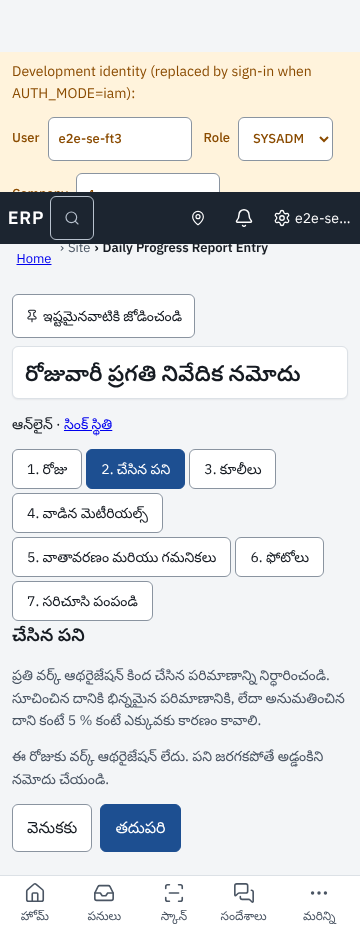 Development identity (replaced by sign-in when
AUTH_MODE=iam):
User e2e-se-ft3 Role SYSADM
ERP e2e-se...
Home › Site › Daily Progress Report Entry
ఇష్టమైనవాటికి జోడించండి
రోజువారీ ప్రగతి నివేదిక నమోదు
ఆన్‌లైన్ · సింక్ స్థితి
1. రోజు 2. చేసిన పని 3. కూలీలు
4. వాడిన మెటీరియల్స్
5. వాతావరణం మరియు గమనికలు 6. ఫోటోలు
7. సరిచూసి పంపండి
చేసిన పని
ప్రతి వర్క్ ఆథరైజేషన్ కింద చేసిన పరిమాణాన్ని నిర్ధారించండి.
సూచించిన దానికి భిన్నమైన పరిమాణానికి, లేదా అనుమతించిన
దాని కంటే 5 % కంటే ఎక్కువకు కారణం కావాలి.
ఈ రోజుకు వర్క్ ఆథరైజేషన్ లేదు. పని జరగకపోతే అడ్డంకిని
నమోదు చేయండి.
వెనుకకు తదుపరి
హోమ్ పనులు స్కాన్ సందేశాలు మరిన్ని